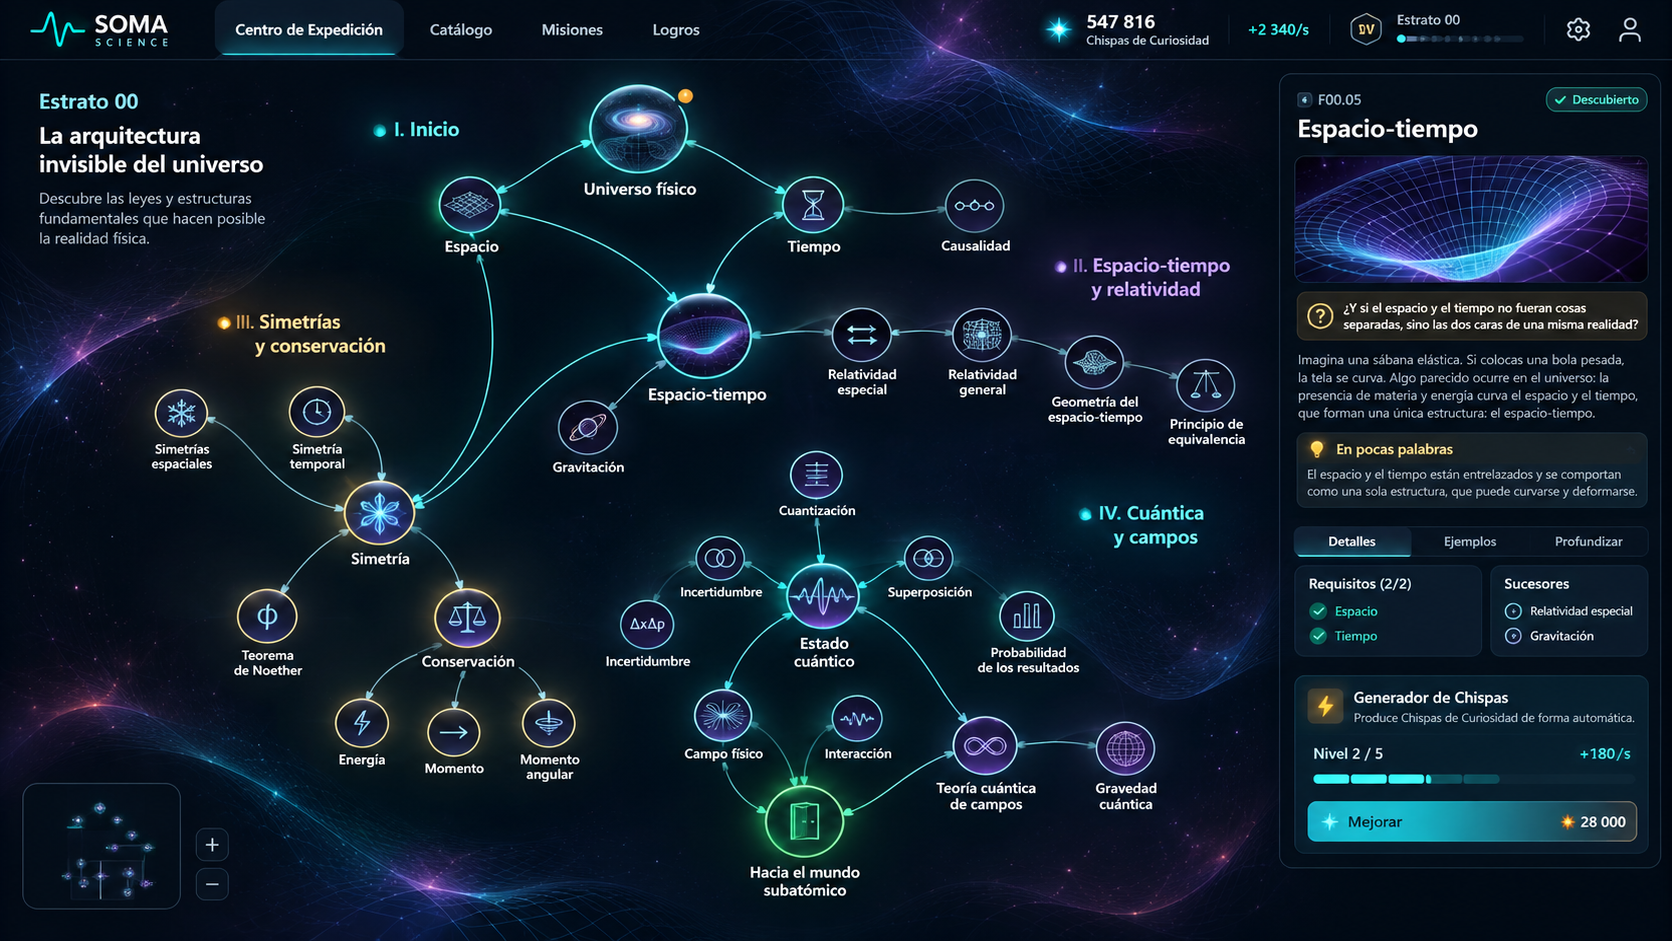 SOMA
SCIENCE
Centro de Expedición
Catálogo
Misiones
Logros
547 816
Chispas de Curiosidad
+2 340/s
Estrato 00
Estrato 00
La arquitectura
invisible del universo
Descubre las leyes y estructuras
fundamentales que hacen posible
la realidad física.
I. Inicio
Universo físico
Espacio
Tiempo
Causalidad
II. Espacio-tiempo
y relatividad
III. Simetrías
y conservación
Espacio-tiempo
Relatividad
especial
Relatividad
general
Geometría del
espacio-tiempo
Principio de
equivalencia
Gravitación
Simetrías
espaciales
Simetría
temporal
Simetría
φ
Teorema
de Noether
Conservación
Energía
Momento
Momento
angular
IV. Cuántica
y campos
Cuantización
Incertidumbre
Superposición
ΔxΔp
Incertidumbre
Estado
cuántico
Probabilidad
de los resultados
Campo físico
Interacción
Teoría cuántica
de campos
Gravedad
cuántica
Hacia el mundo
subatómico
+
−
F00.05
Descubierto
Espacio-tiempo
¿Y si el espacio y el tiempo no fueran cosas
separadas, sino las dos caras de una misma realidad?
Imagina una sábana elástica. Si colocas una bola pesada,
la tela se curva. Algo parecido ocurre en el universo: la
presencia de materia y energía curva el espacio y el tiempo,
que forman una única estructura: el espacio-tiempo.
En pocas palabras
El espacio y el tiempo están entrelazados y se comportan
como una sola estructura, que puede curvarse y deformarse.
Detalles
Ejemplos
Profundizar
Requisitos (2/2)
Espacio
Tiempo
Sucesores
Relatividad especial
Gravitación
Generador de Chispas
Produce Chispas de Curiosidad de forma automática.
Nivel 2 / 5
+180/s
Mejorar
28 000